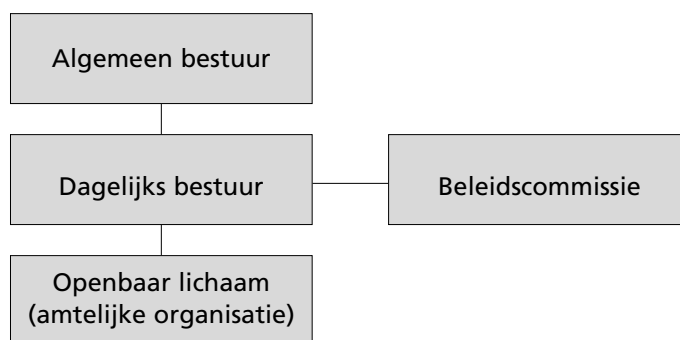 Algemeen bestuur
Dagelijks bestuur
Beleidscommissie
Openbaar lichaam
(amtelijke organisatie)